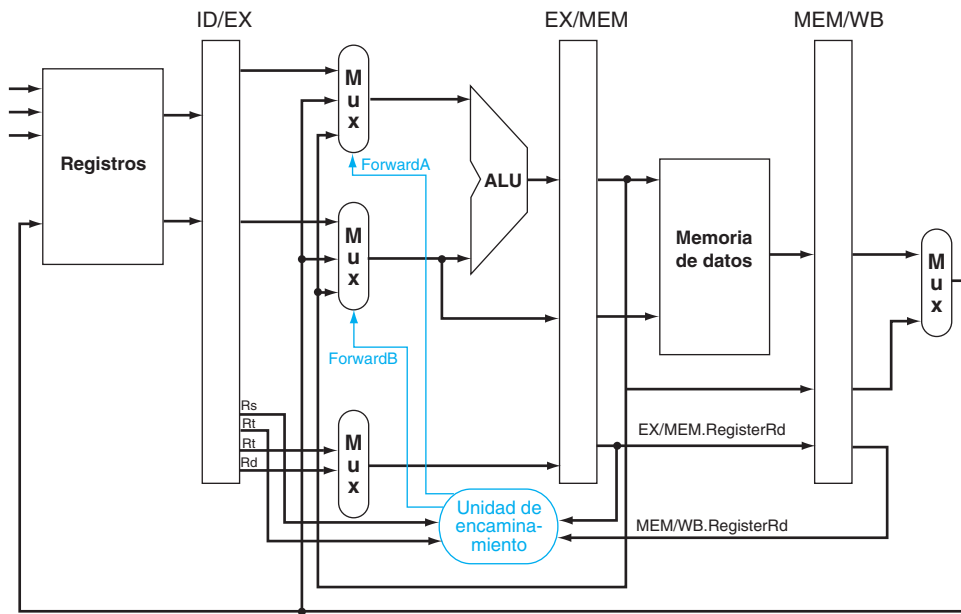 ID/EX
EX/MEM
MEM/WB
Registros
M
u
x
ForwardA
ALU
M
u
x
Memoria
de datos
M
u
x
ForwardB
Rs
Rt
Rt
Rd
M
u
x
EX/MEM.RegisterRd
Unidad de
encamina-
miento
MEM/WB.RegisterRd